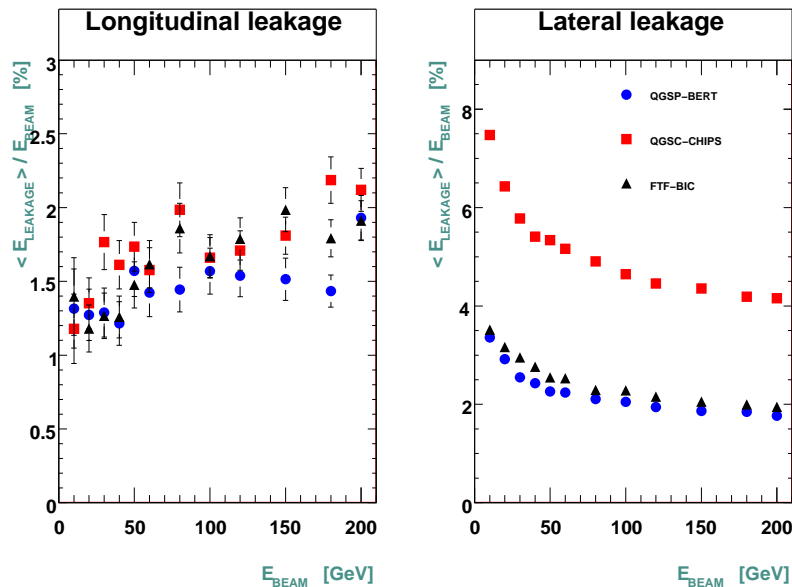 Longitudinal leakage
< E_LEAKAGE > / E_BEAM [%]
3
2.5
2
1.5
1
0.5
0
0 50 100 150 200
E_BEAM [GeV]
Lateral leakage
< E_LEAKAGE > / E_BEAM [%]
8
6
4
2
0
QGSP-BERT
QGSC-CHIPS
FTF-BIC
0 50 100 150 200
E_BEAM [GeV]